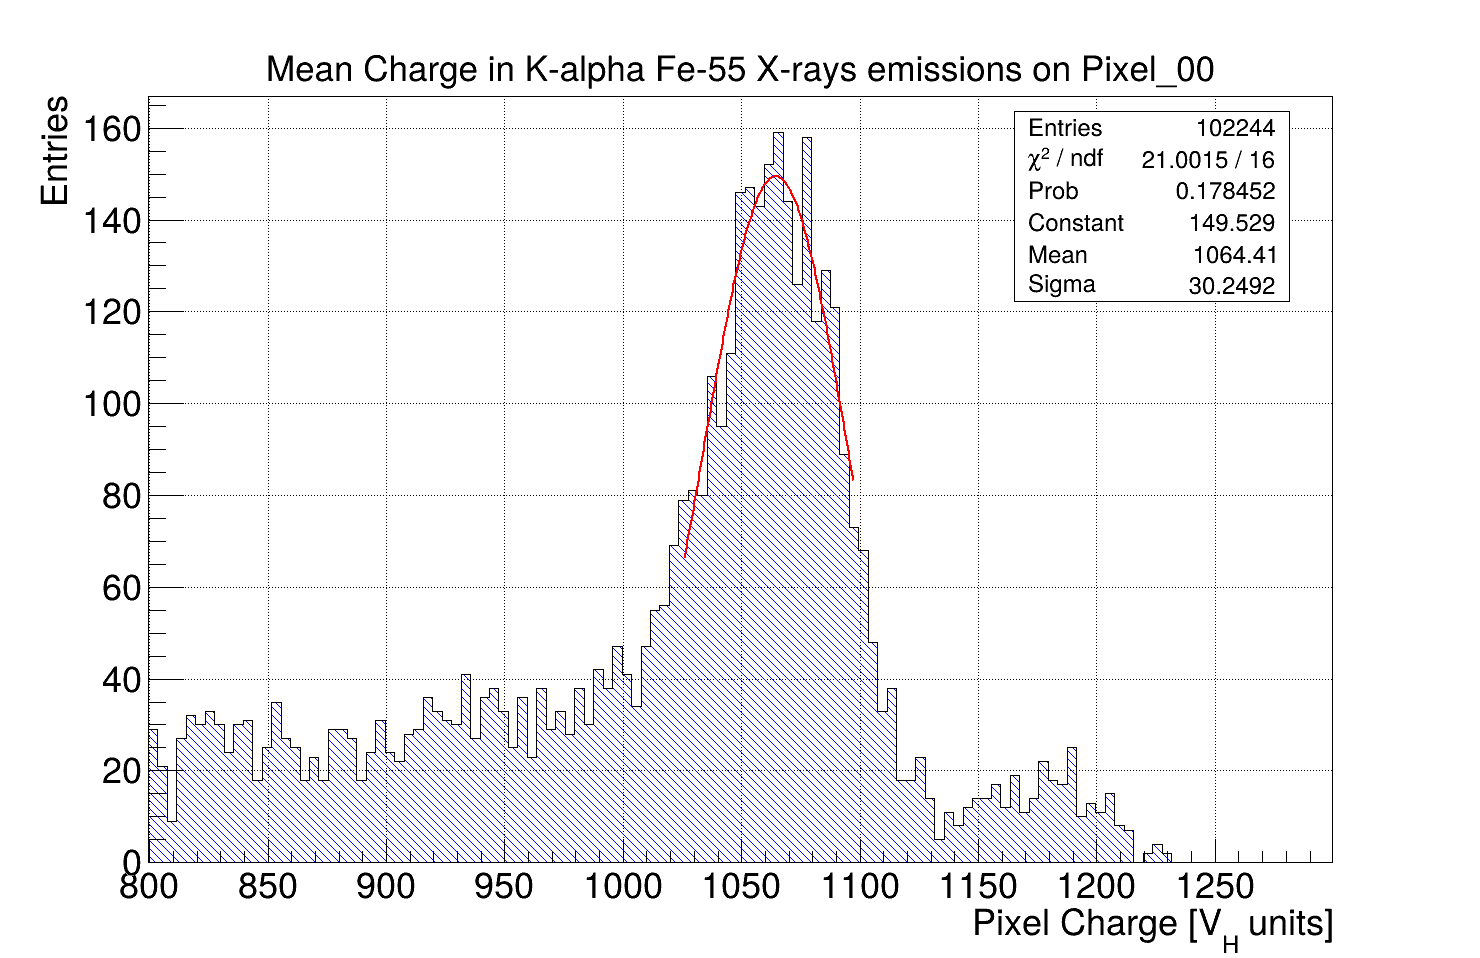 Mean Charge in K-alpha Fe-55 X-rays emissions on Pixel_00
Entries
160
140
120
100
80
60
40
20
0
Entries 102244
χ² / ndf 21.0015 / 16
Prob 0.178452
Constant 149.529
Mean 1064.41
Sigma 30.2492
800 850 900 950 1000 1050 1100 1150 1200 1250
Pixel Charge [V_H units]